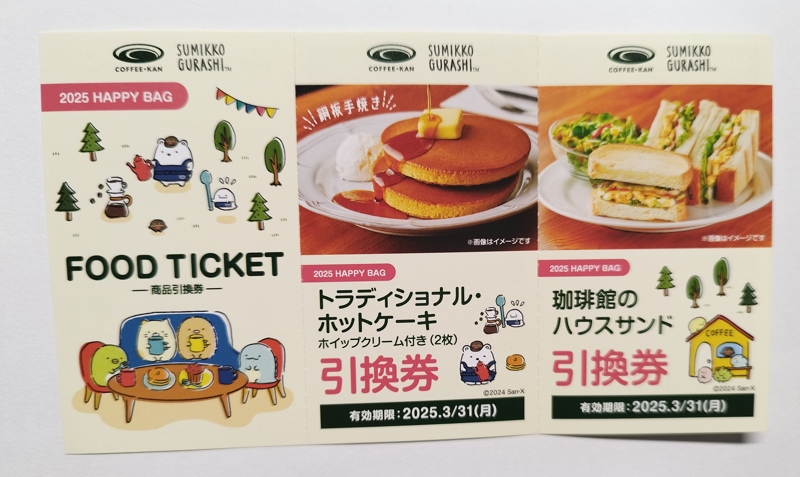 COFFEE-KAN
SUMIKKO
GURASHI™
2025 HAPPY BAG
FOOD TICKET
商品引換券
COFFEE-KAN
SUMIKKO
GURASHI™
銅板手焼き
※画像はイメージです
2025 HAPPY BAG
トラディショナル・
ホットケーキ
ホイップクリーム付き(2枚)
引換券
©2024 San-X
有効期限:2025.3/31(月)
COFFEE-KAN
SUMIKKO
GURASHI™
※画像はイメージです
2025 HAPPY BAG
珈琲館の
ハウスサンド
COFFEE
引換券
©2024 San-X
有効期限:2025.3/31(月)